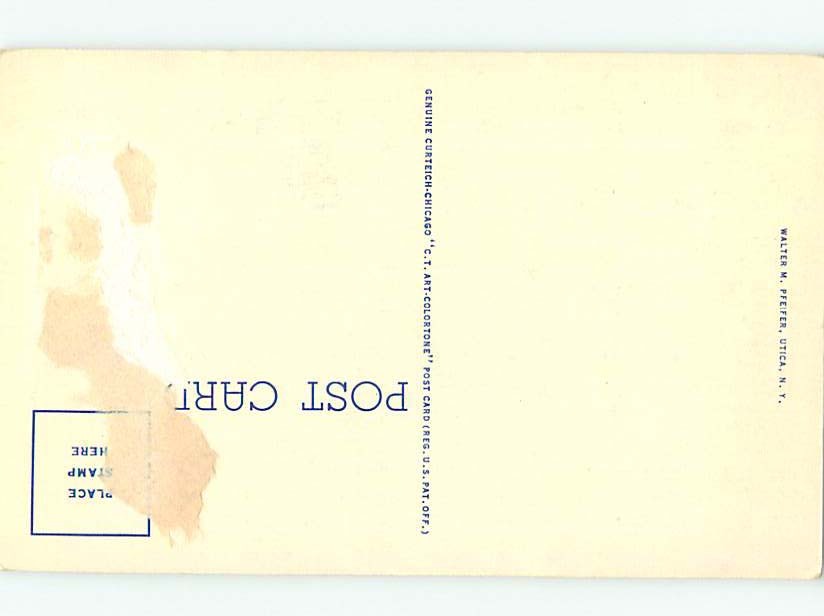 POST CARD
PLACE
STAMP
HERE
GENUINE CURTEICH-CHICAGO "C.T. ART-COLORTONE" POST CARD (REG. U.S. PAT. OFF.)
WALTER M. PFEIFER, UTICA, N. Y.